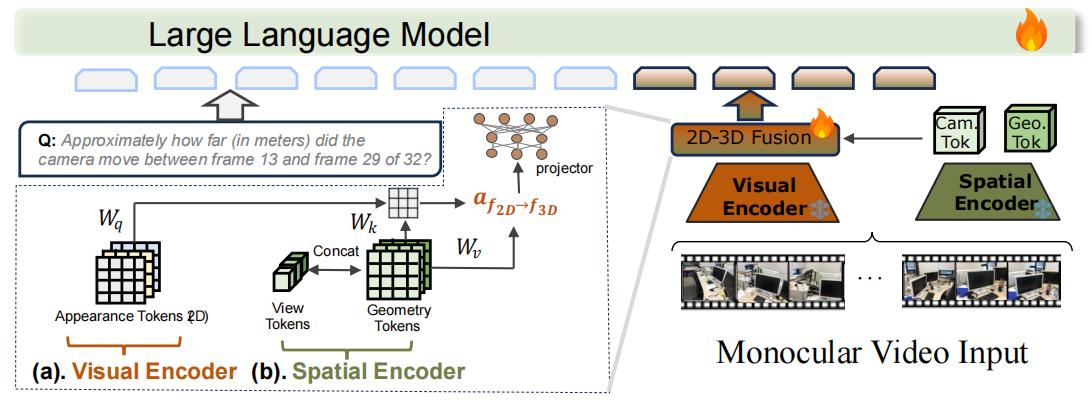 Large Language Model
Q: Approximately how far (in meters) did the
camera move between frame 13 and frame 29 of 32?
projector
W_q
W_k
a_{f_{2D}→f_{3D}}
W_v
Concat
Appearance Tokens (2D)
View
Tokens
Geometry
Tokens
(a). Visual Encoder
(b). Spatial Encoder
2D-3D Fusion
Cam.
Tok
Geo.
Tok
Visual
Encoder
Spatial
Encoder
...
Monocular Video Input